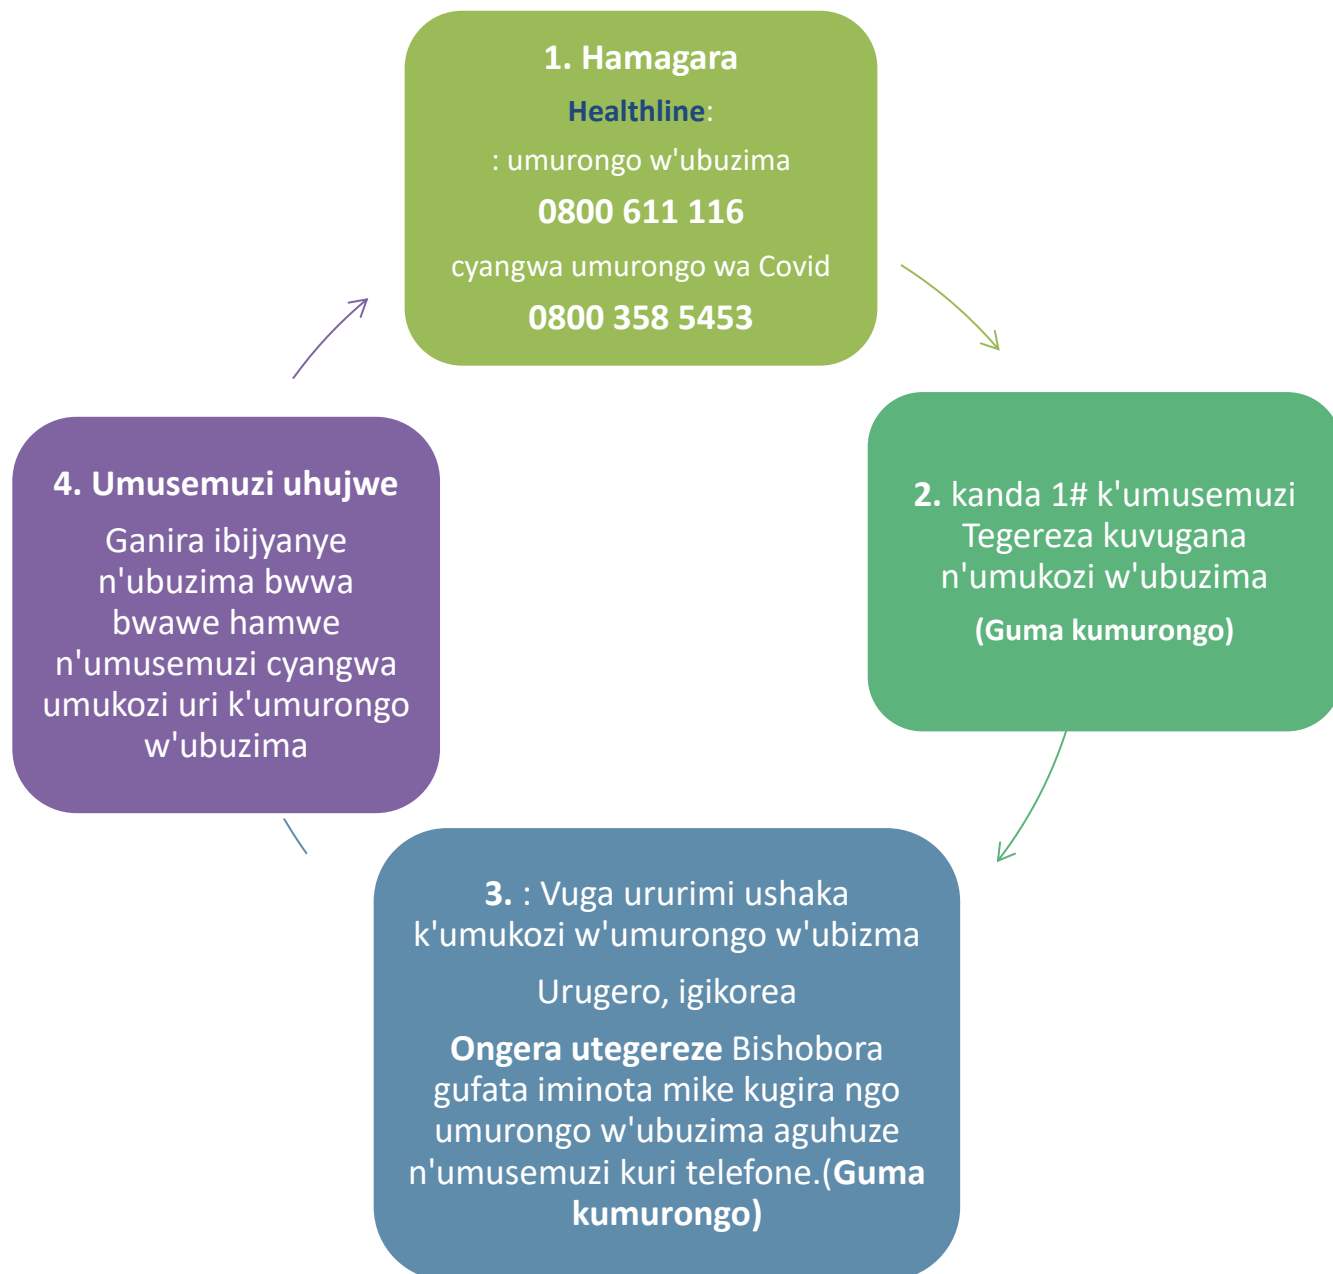 1. Hamagara
Healthline:
: umurongo w'ubuzima
0800 611 116
cyangwa umurongo wa Covid
0800 358 5453
2. kanda 1# k'umusemuzi
Tegereza kuvugana
n'umukozi w'ubuzima
(Guma kumurongo)
3. : Vuga ururimi ushaka
k'umukozi w'umurongo w'ubizma
Urugero, igikorea
Ongera utegereze Bishobora
gufata iminota mike kugira ngo
umurongo w'ubuzima aguhuze
n'umusemuzi kuri telefone.(Guma
kumurongo)
4. Umusemuzi uhujwe
Ganira ibijyanye
n'ubuzima bwwa
bwawe hamwe
n'umusemuzi cyangwa
umukozi uri k'umurongo
w'ubuzima